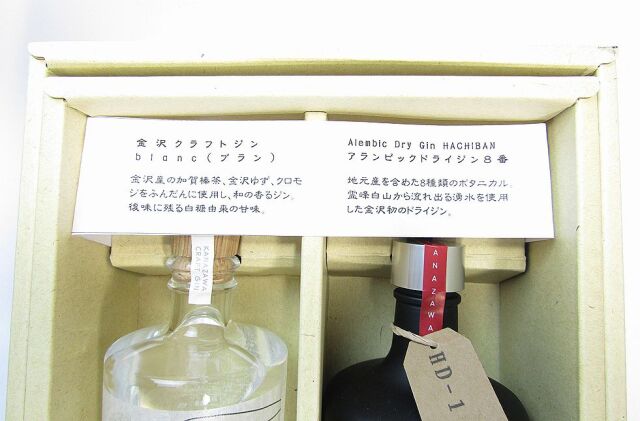 金沢クラフトジン
blanc(ブラン)
金沢産の加賀棒茶、金沢ゆず、クロモ
ジをふんだんに使用し、和の香るジン。
後味に残る白糖由来の甘味。
Alembic Dry Gin HACHIBAN
アランビックドライジン8番
地元産を含めた8種類のボタニカル。
霊峰白山から流れ出る湧水を使用
した金沢初のドライジン。
KANAZAWA
CRAFT GIN
ANAZAWA
HD-1